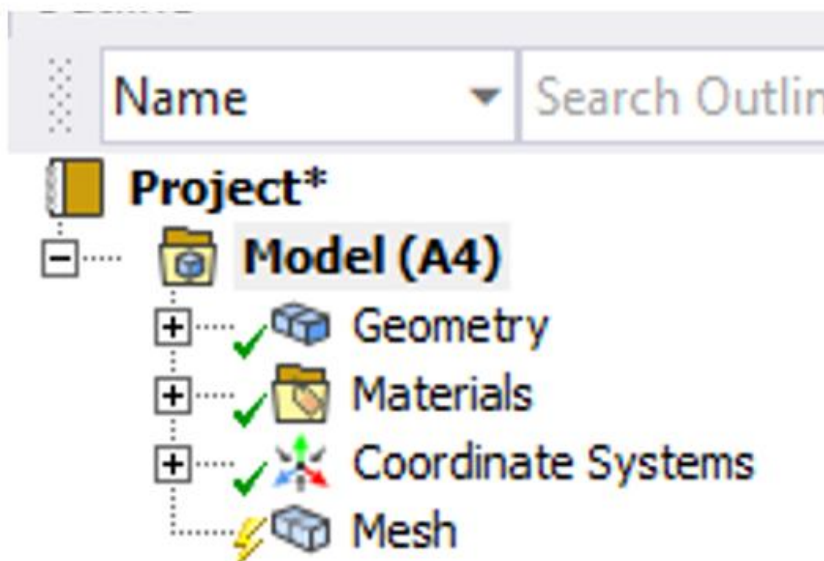 Name Search Outlin
Project*
Model (A4)
Geometry
Materials
Coordinate Systems
Mesh